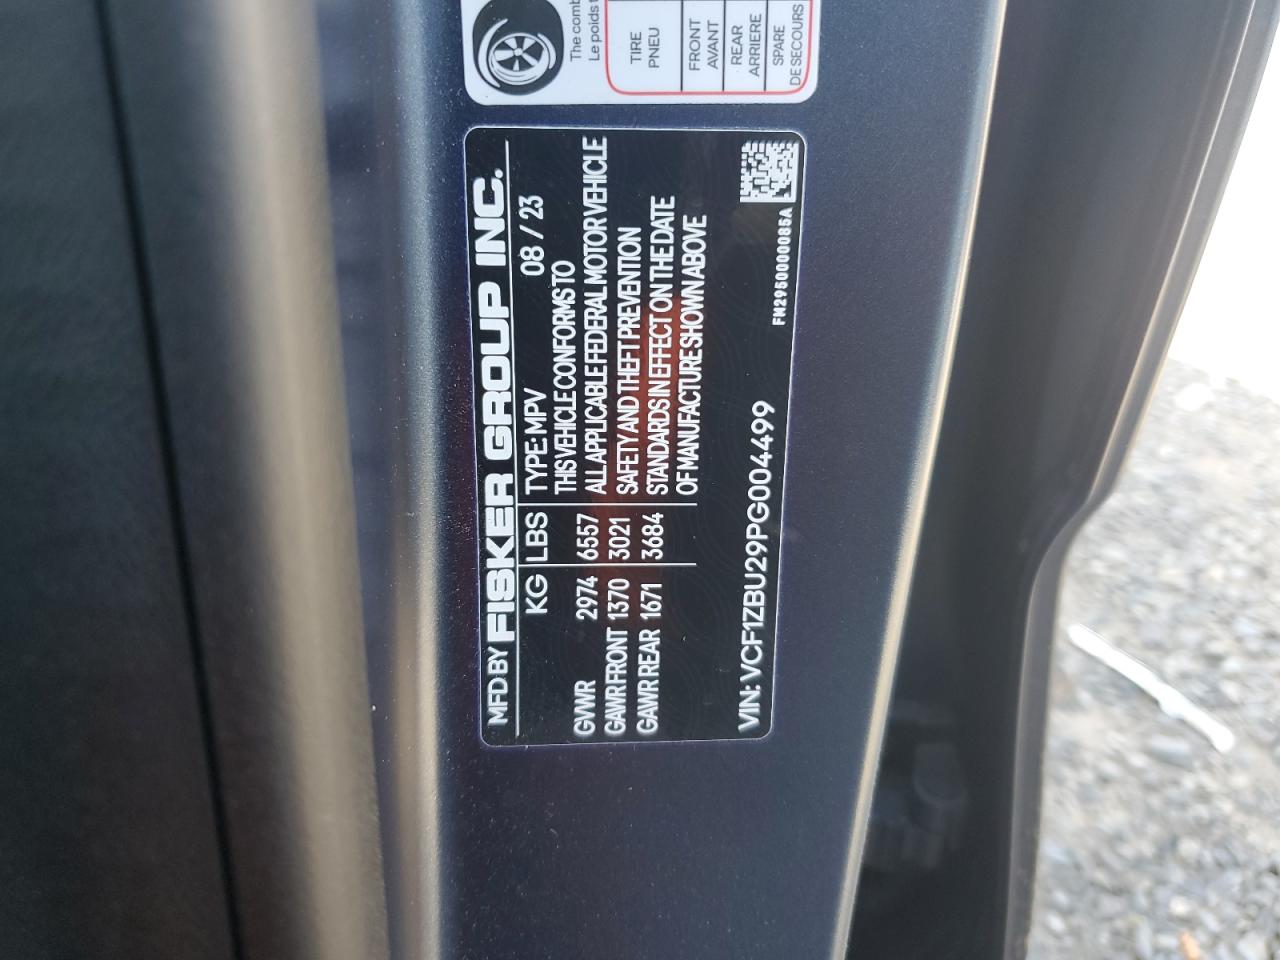 MFD BY FISKER GROUP INC.
KG LBS TYPE: MPV 08 / 23
GVWR 2974 6557
GAWR FRONT 1370 3021
GAWR REAR 1671 3684
THIS VEHICLE CONFORMS TO
ALL APPLICABLE FEDERAL MOTOR VEHICLE
SAFETY AND THEFT PREVENTION
STANDARDS IN EFFECT ON THE DATE
OF MANUFACTURE SHOWN ABOVE
VIN: VCF1ZBU29PG004499
FM2950000085A
The comb
Le poids t
TIRE
PNEU
FRONT
AVANT
REAR
ARRIERE
SPARE
DE SECOURS